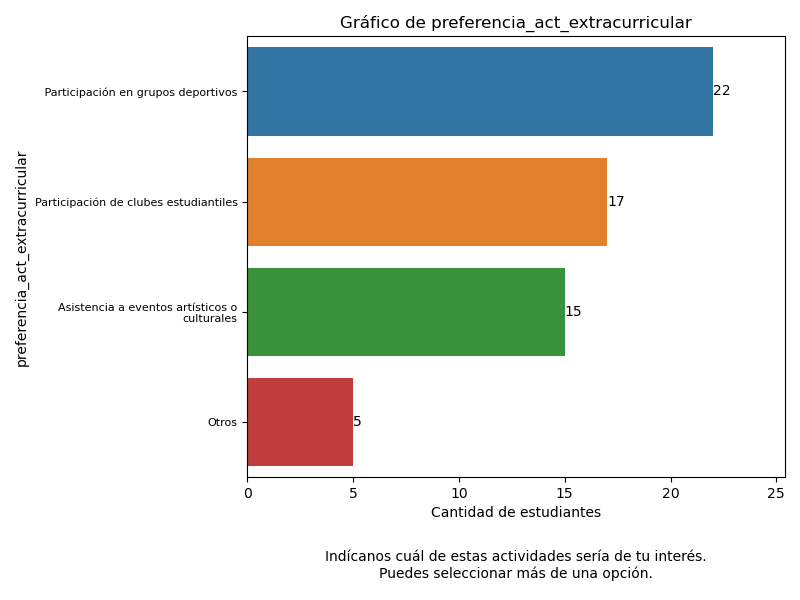 Gráfico de preferencia_act_extracurricular
preferencia_act_extracurricular
Participación en grupos deportivos
22
Participación de clubes estudiantiles
17
Asistencia a eventos artísticos o
culturales
15
Otros
5
0 5 10 15 20 25
Cantidad de estudiantes
Indícanos cuál de estas actividades sería de tu interés.
Puedes seleccionar más de una opción.